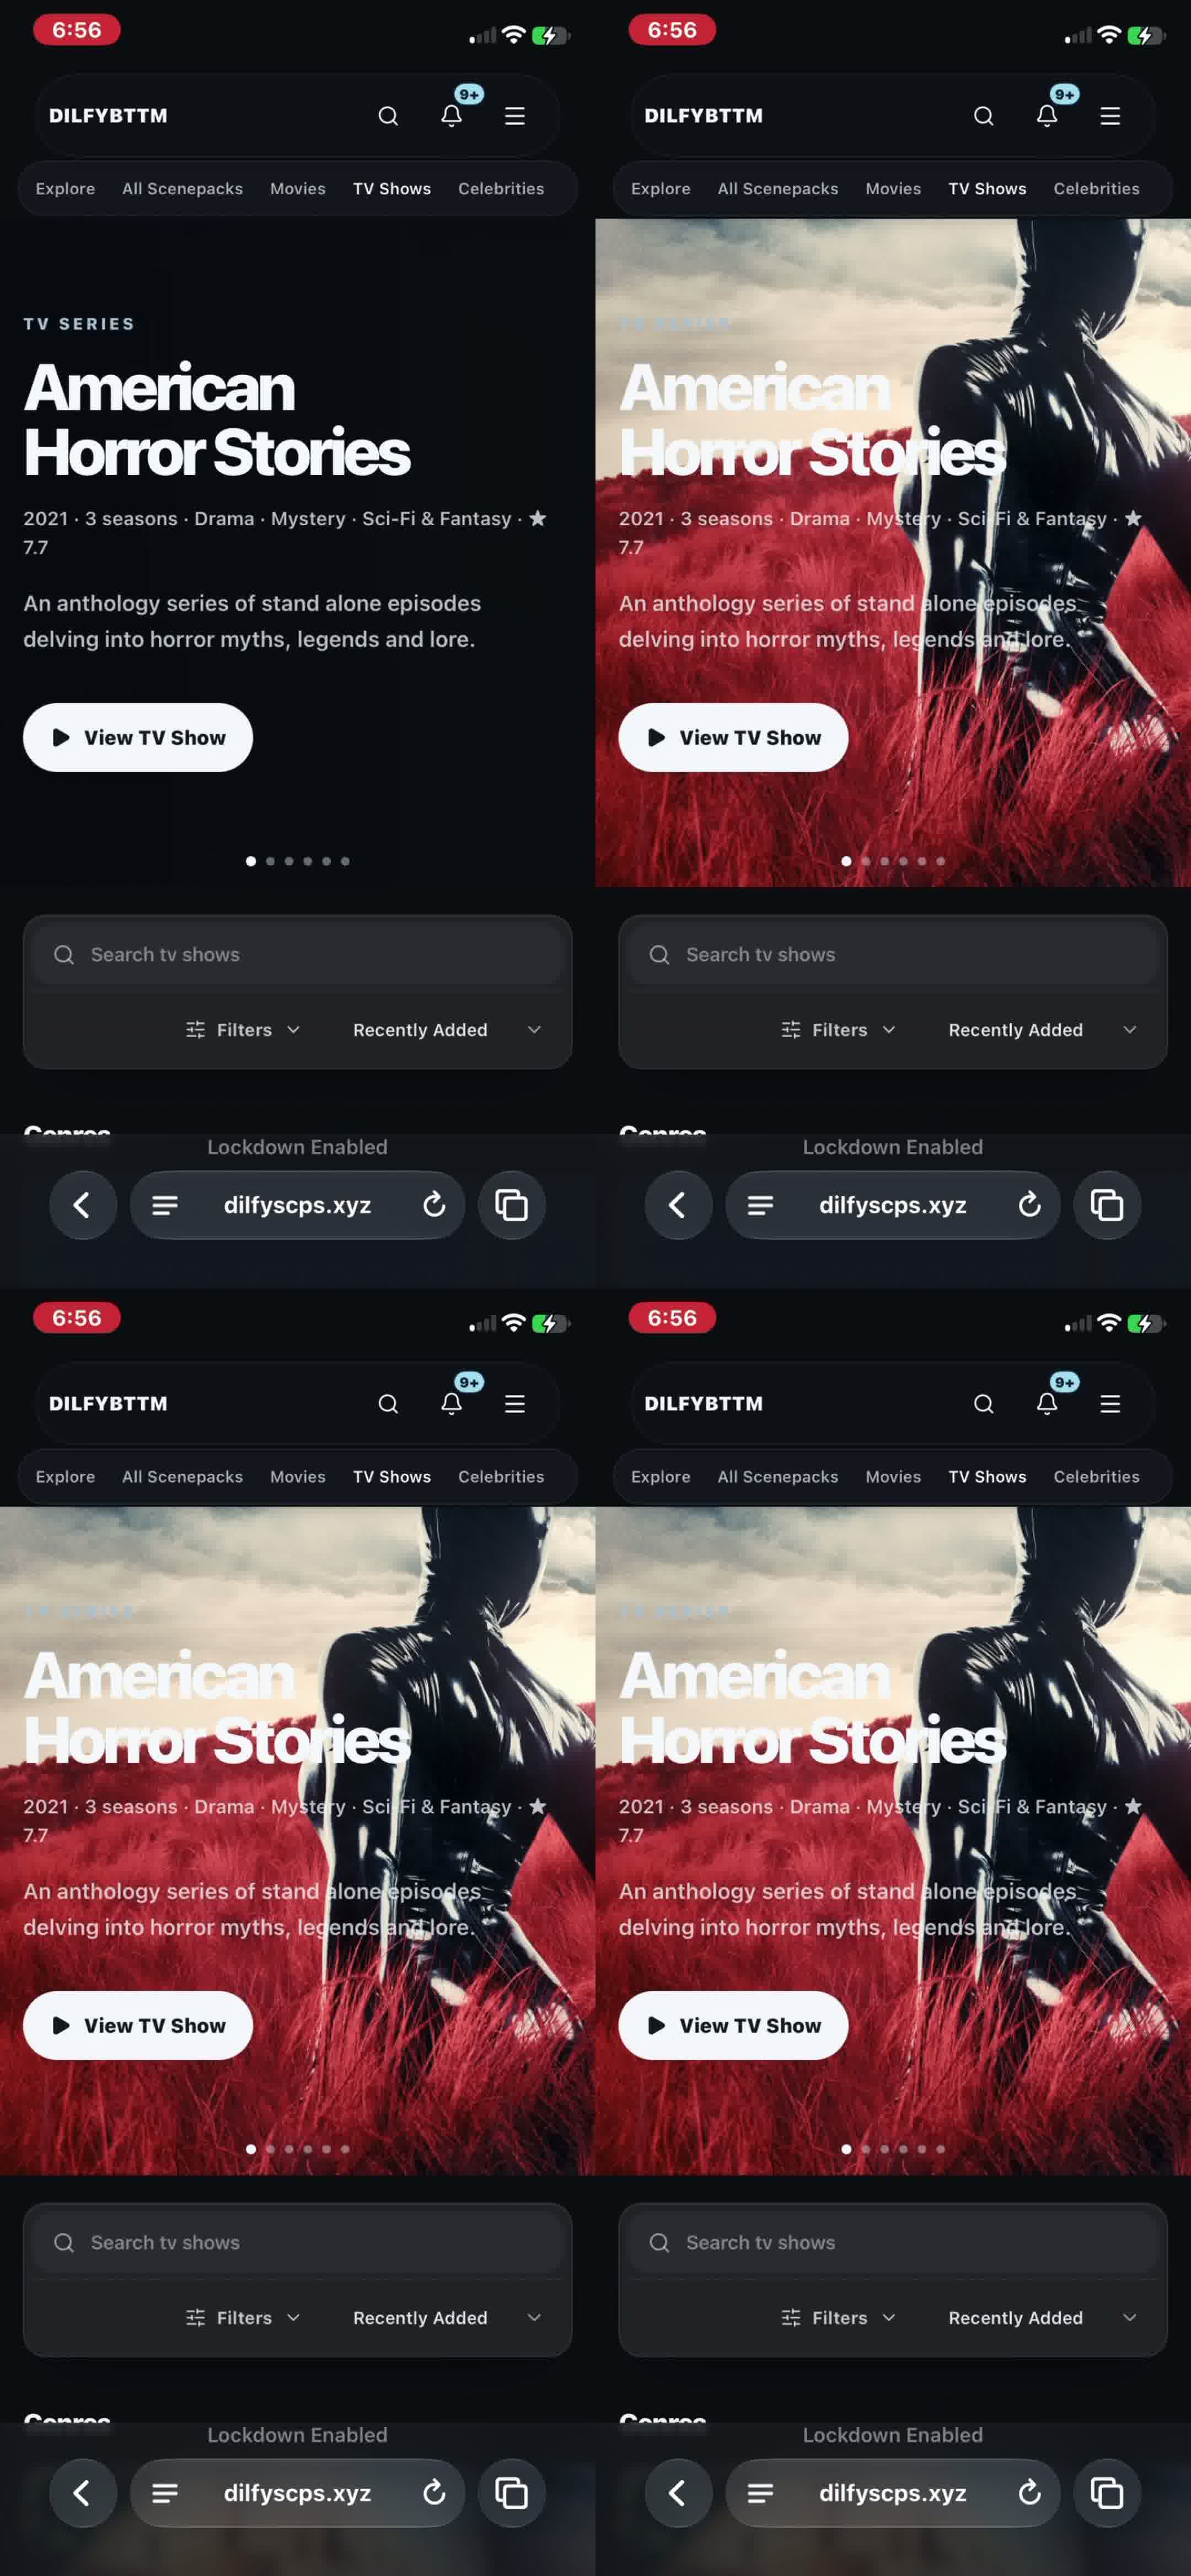 6:56
DILFYBTTM
9+
Explore All Scenepacks Movies TV Shows Celebrities
TV SERIES
American
Horror Stories
2021 · 3 seasons · Drama · Mystery · Sci-Fi & Fantasy · ★
7.7
An anthology series of stand alone episodes
delving into horror myths, legends and lore.
View TV Show
Search tv shows
Filters Recently Added
Genres
Lockdown Enabled
dilfyscps.xyz
6:56
DILFYBTTM
9+
Explore All Scenepacks Movies TV Shows Celebrities
TV SERIES
American
Horror Stories
2021 · 3 seasons · Drama · Mystery · Sci-Fi & Fantasy · ★
7.7
An anthology series of stand alone episodes
delving into horror myths, legends and lore.
View TV Show
Search tv shows
Filters Recently Added
Genres
Lockdown Enabled
dilfyscps.xyz
6:56
DILFYBTTM
9+
Explore All Scenepacks Movies TV Shows Celebrities
TV SERIES
American
Horror Stories
2021 · 3 seasons · Drama · Mystery · Sci-Fi & Fantasy · ★
7.7
An anthology series of stand alone episodes
delving into horror myths, legends and lore.
View TV Show
Search tv shows
Filters Recently Added
Genres
Lockdown Enabled
dilfyscps.xyz
6:56
DILFYBTTM
9+
Explore All Scenepacks Movies TV Shows Celebrities
TV SERIES
American
Horror Stories
2021 · 3 seasons · Drama · Mystery · Sci-Fi & Fantasy · ★
7.7
An anthology series of stand alone episodes
delving into horror myths, legends and lore.
View TV Show
Search tv shows
Filters Recently Added
Genres
Lockdown Enabled
dilfyscps.xyz